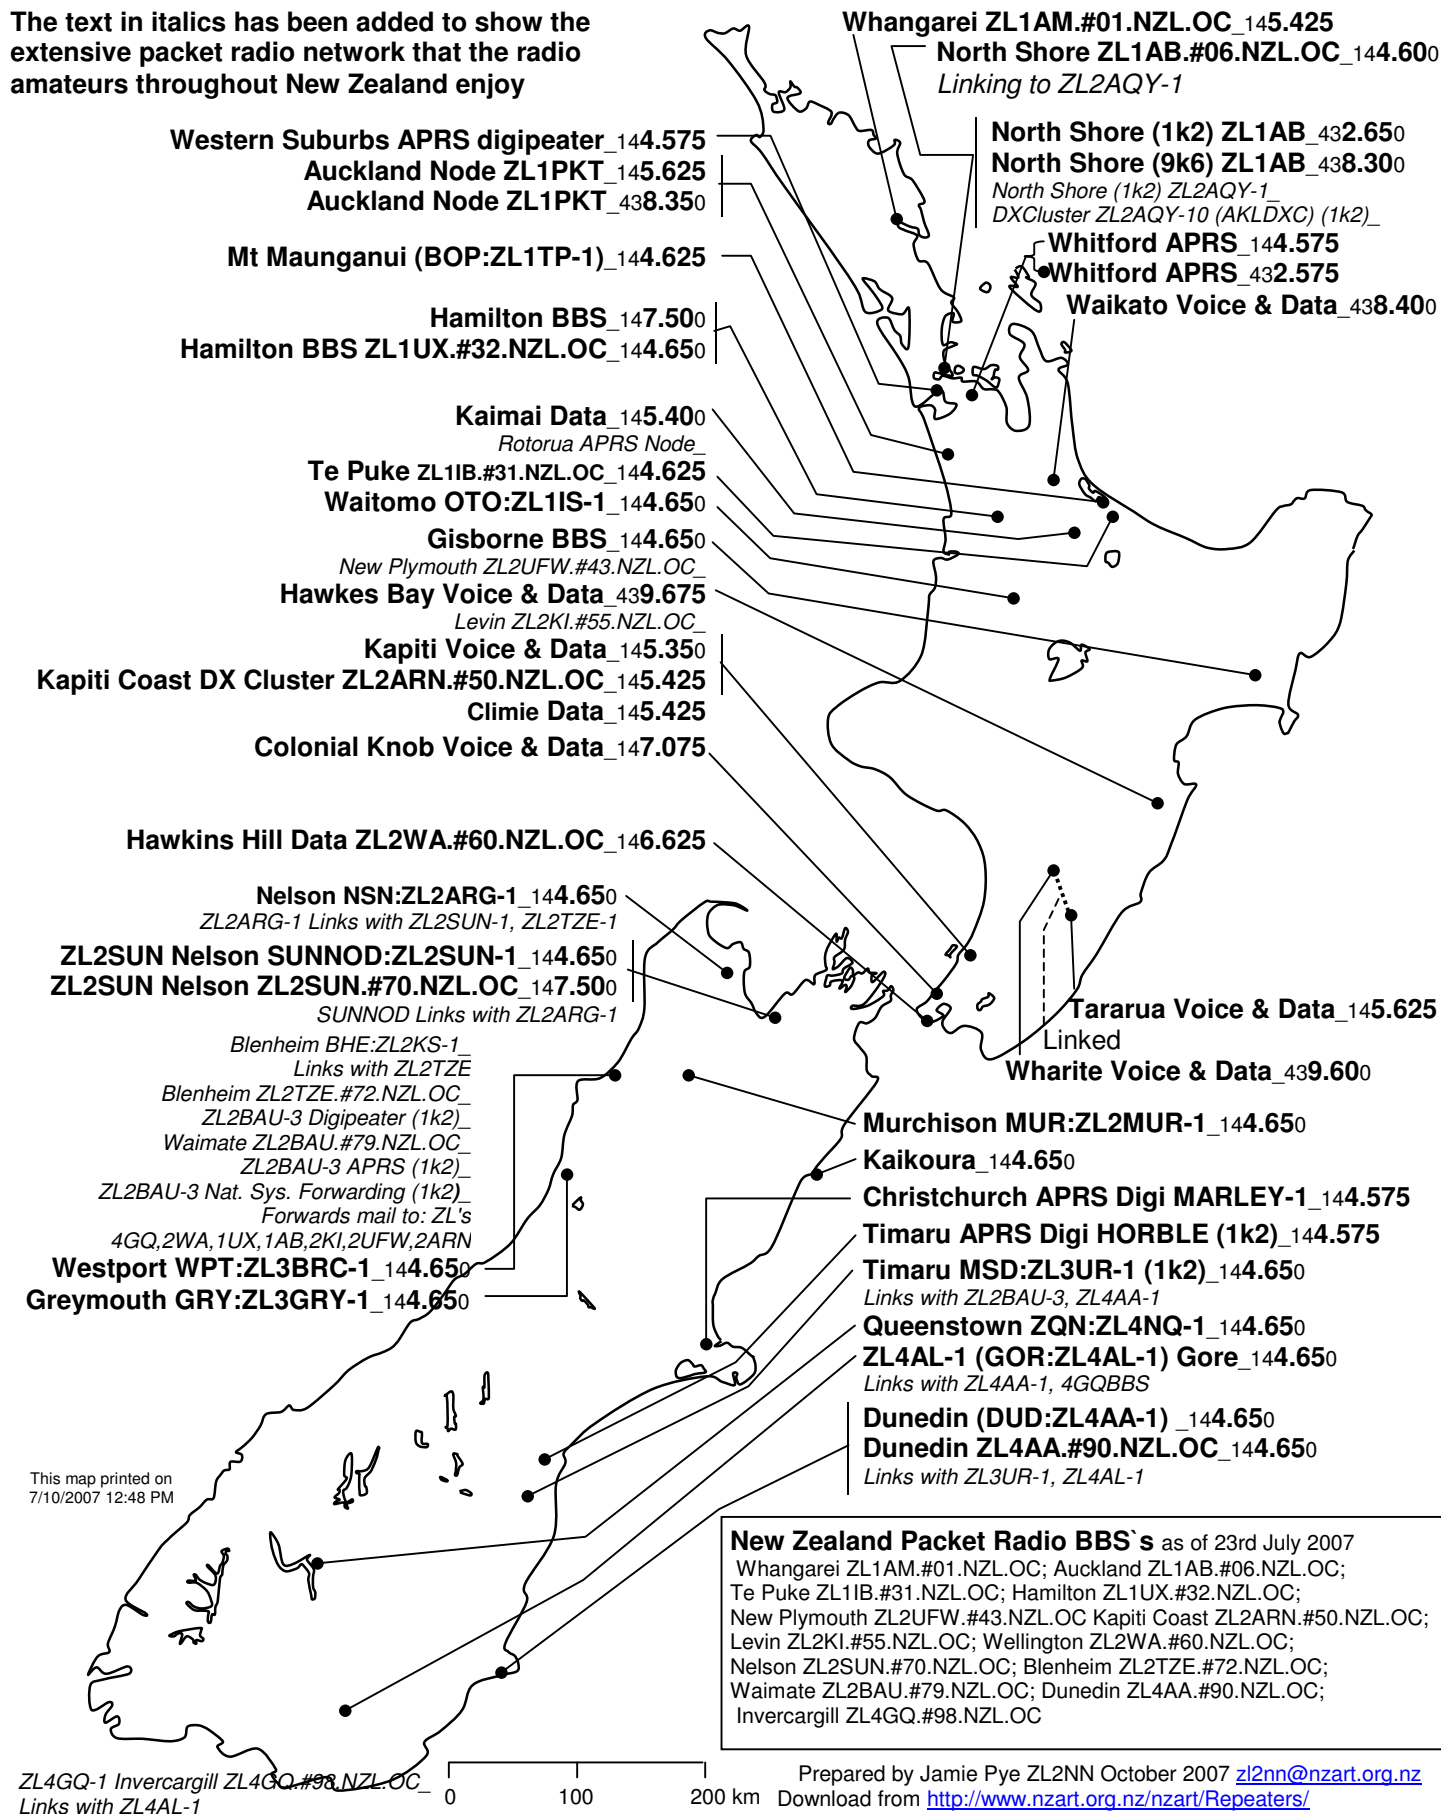 The text in italics has been added to show the
extensive packet radio network that the radio
amateurs throughout New Zealand enjoy
Whangarei ZL1AM.#01.NZL.OC_145.425
North Shore ZL1AB.#06.NZL.OC_144.600
Linking to ZL2AQY-1
North Shore (1k2) ZL1AB_432.650
North Shore (9k6) ZL1AB_438.300
North Shore (1k2) ZL2AQY-1_
DXCluster ZL2AQY-10 (AKLDXC) (1k2)_
Whitford APRS_144.575
Whitford APRS_432.575
Waikato Voice & Data_438.400
Western Suburbs APRS digipeater_144.575
Auckland Node ZL1PKT_145.625
Auckland Node ZL1PKT_438.350
Mt Maunganui (BOP:ZL1TP-1)_144.625
Hamilton BBS_147.500
Hamilton BBS ZL1UX.#32.NZL.OC_144.650
Kaimai Data_145.400
Rotorua APRS Node_
Te Puke ZL1IB.#31.NZL.OC_144.625
Waitomo OTO:ZL1IS-1_144.650
Gisborne BBS_144.650
New Plymouth ZL2UFW.#43.NZL.OC_
Hawkes Bay Voice & Data_439.675
Levin ZL2KI.#55.NZL.OC_
Kapiti Voice & Data_145.350
Kapiti Coast DX Cluster ZL2ARN.#50.NZL.OC_145.425
Climie Data_145.425
Colonial Knob Voice & Data_147.075
Hawkins Hill Data ZL2WA.#60.NZL.OC_146.625
Nelson NSN:ZL2ARG-1_144.650
ZL2ARG-1 Links with ZL2SUN-1, ZL2TZE-1
ZL2SUN Nelson SUNNOD:ZL2SUN-1_144.650
ZL2SUN Nelson ZL2SUN.#70.NZL.OC_147.500
SUNNOD Links with ZL2ARG-1
Blenheim BHE:ZL2KS-1_
Links with ZL2TZE
Blenheim ZL2TZE.#72.NZL.OC_
ZL2BAU-3 Digipeater (1k2)_
Waimate ZL2BAU.#79.NZL.OC_
ZL2BAU-3 APRS (1k2)_
ZL2BAU-3 Nat. Sys. Forwarding (1k2)_
Forwards mail to: ZL's
4GQ,2WA,1UX,1AB,2KI,2UFW,2ARN
Westport WPT:ZL3BRC-1_144.650
Greymouth GRY:ZL3GRY-1_144.650
Tararua Voice & Data_145.625
Linked
Wharite Voice & Data_439.600
Murchison MUR:ZL2MUR-1_144.650
Kaikoura_144.650
Christchurch APRS Digi MARLEY-1_144.575
Timaru APRS Digi HORBLE (1k2)_144.575
Timaru MSD:ZL3UR-1 (1k2)_144.650
Links with ZL2BAU-3, ZL4AA-1
Queenstown ZQN:ZL4NQ-1_144.650
ZL4AL-1 (GOR:ZL4AL-1) Gore_144.650
Links with ZL4AA-1, 4GQBBS
Dunedin (DUD:ZL4AA-1) _144.650
Dunedin ZL4AA.#90.NZL.OC_144.650
Links with ZL3UR-1, ZL4AL-1
This map printed on
7/10/2007 12:48 PM
New Zealand Packet Radio BBS`s as of 23rd July 2007
Whangarei ZL1AM.#01.NZL.OC; Auckland ZL1AB.#06.NZL.OC;
Te Puke ZL1IB.#31.NZL.OC; Hamilton ZL1UX.#32.NZL.OC;
New Plymouth ZL2UFW.#43.NZL.OC Kapiti Coast ZL2ARN.#50.NZL.OC;
Levin ZL2KI.#55.NZL.OC; Wellington ZL2WA.#60.NZL.OC;
Nelson ZL2SUN.#70.NZL.OC; Blenheim ZL2TZE.#72.NZL.OC;
Waimate ZL2BAU.#79.NZL.OC; Dunedin ZL4AA.#90.NZL.OC;
Invercargill ZL4GQ.#98.NZL.OC
ZL4GQ-1 Invercargill ZL4GQ.#98.NZL.OC_
Links with ZL4AL-1
0 100 200 km
Prepared by Jamie Pye ZL2NN October 2007 zl2nn@nzart.org.nz
Download from http://www.nzart.org.nz/nzart/Repeaters/